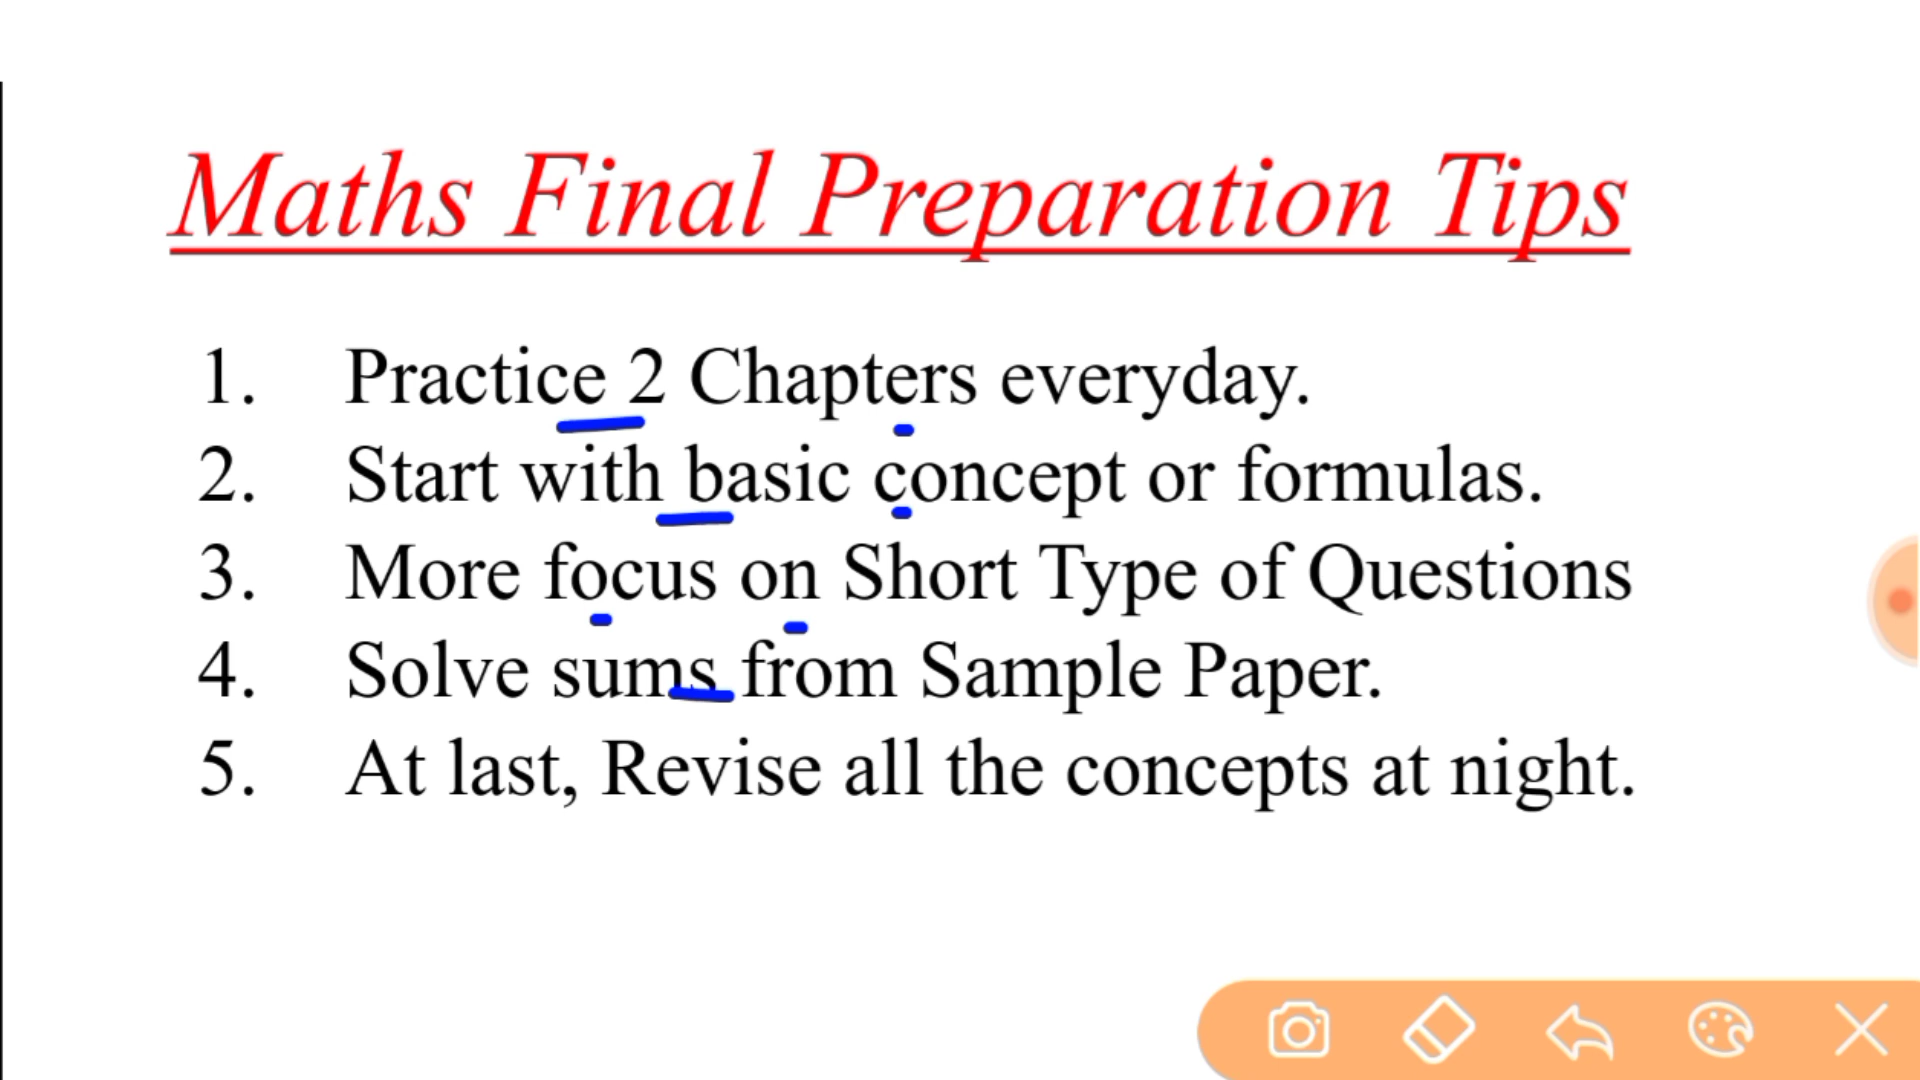 Maths Final Preparation Tips
1. Practice 2 Chapters everyday.
2. Start with basic concept or formulas.
3. More focus on Short Type of Questions
4. Solve sums from Sample Paper.
5. At last, Revise all the concepts at night.